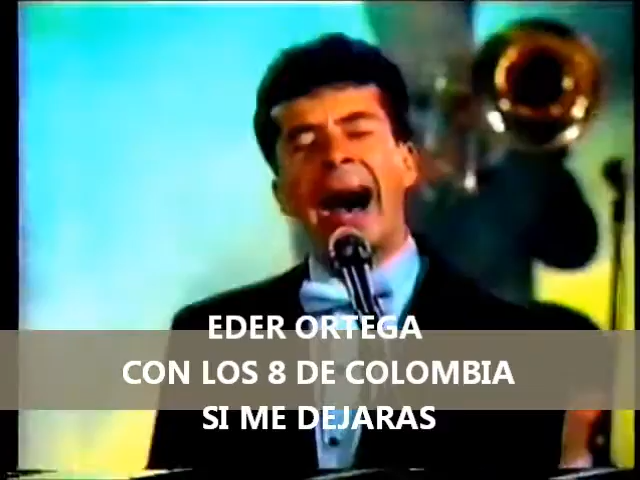 EDER ORTEGA
CON LOS 8 DE COLOMBIA
SI ME DEJARAS